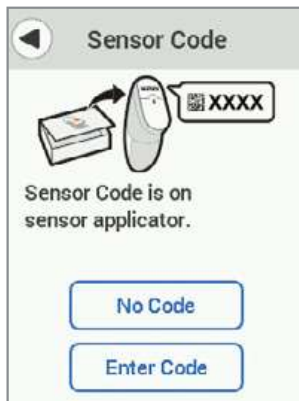 Sensor Code
XXXX
Sensor Code is on
sensor applicator.
No Code
Enter Code